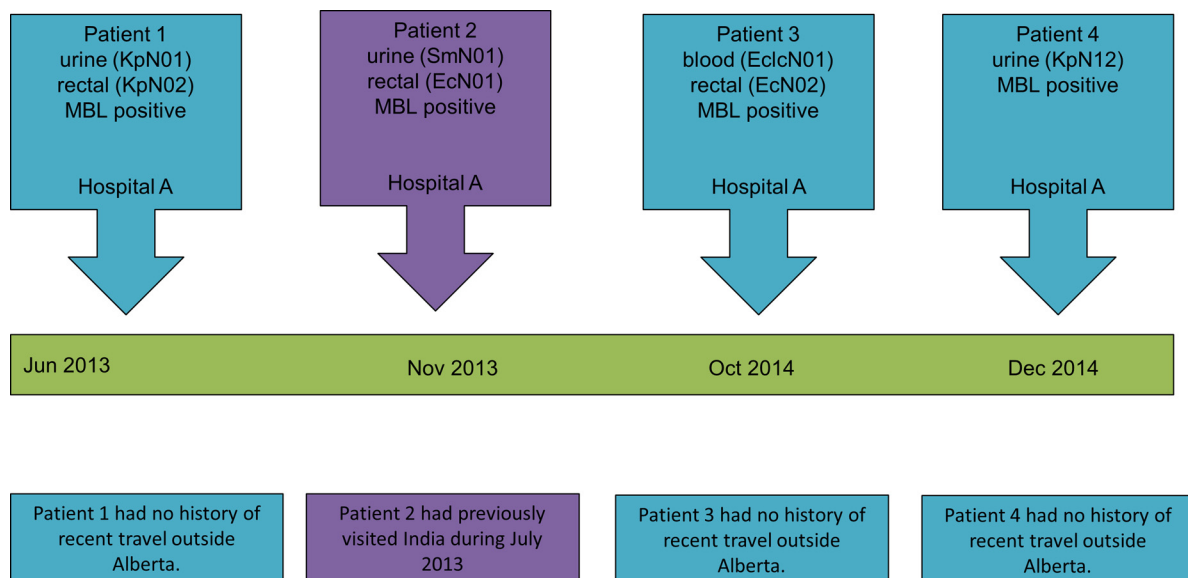 Patient 1
urine (KpN01)
rectal (KpN02)
MBL positive
Hospital A
Patient 2
urine (SmN01)
rectal (EcN01)
MBL positive
Hospital A
Patient 3
blood (EclcN01)
rectal (EcN02)
MBL positive
Hospital A
Patient 4
urine (KpN12)
MBL positive
Hospital A
Jun 2013
Nov 2013
Oct 2014
Dec 2014
Patient 1 had no history of
recent travel outside
Alberta.
Patient 2 had previously
visited India during July
2013
Patient 3 had no history of
recent travel outside
Alberta.
Patient 4 had no history of
recent travel outside
Alberta.